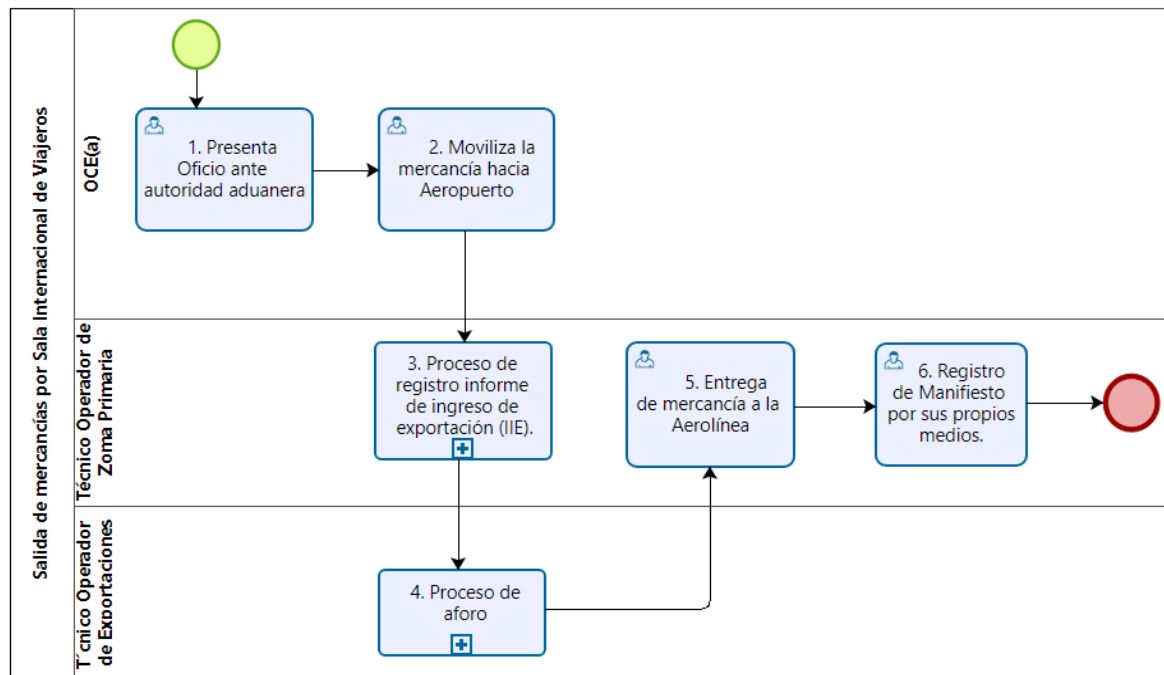 Salida de mercancías por Sala Internacional de Viajeros
OCE(a)
1. Presenta
Oficio ante
autoridad aduanera
2. Moviliza la
mercancía hacia
Aeropuerto
Técnico Operador de
Zoma Primaria
3. Proceso de
registro informe
de ingreso de
exportación (IIE).
5. Entrega
de mercancía a la
Aerolínea
6. Registro
de Manifiesto
por sus propios
medios.
T´cnico Operador
de Exportaciones
4. Proceso de
aforo